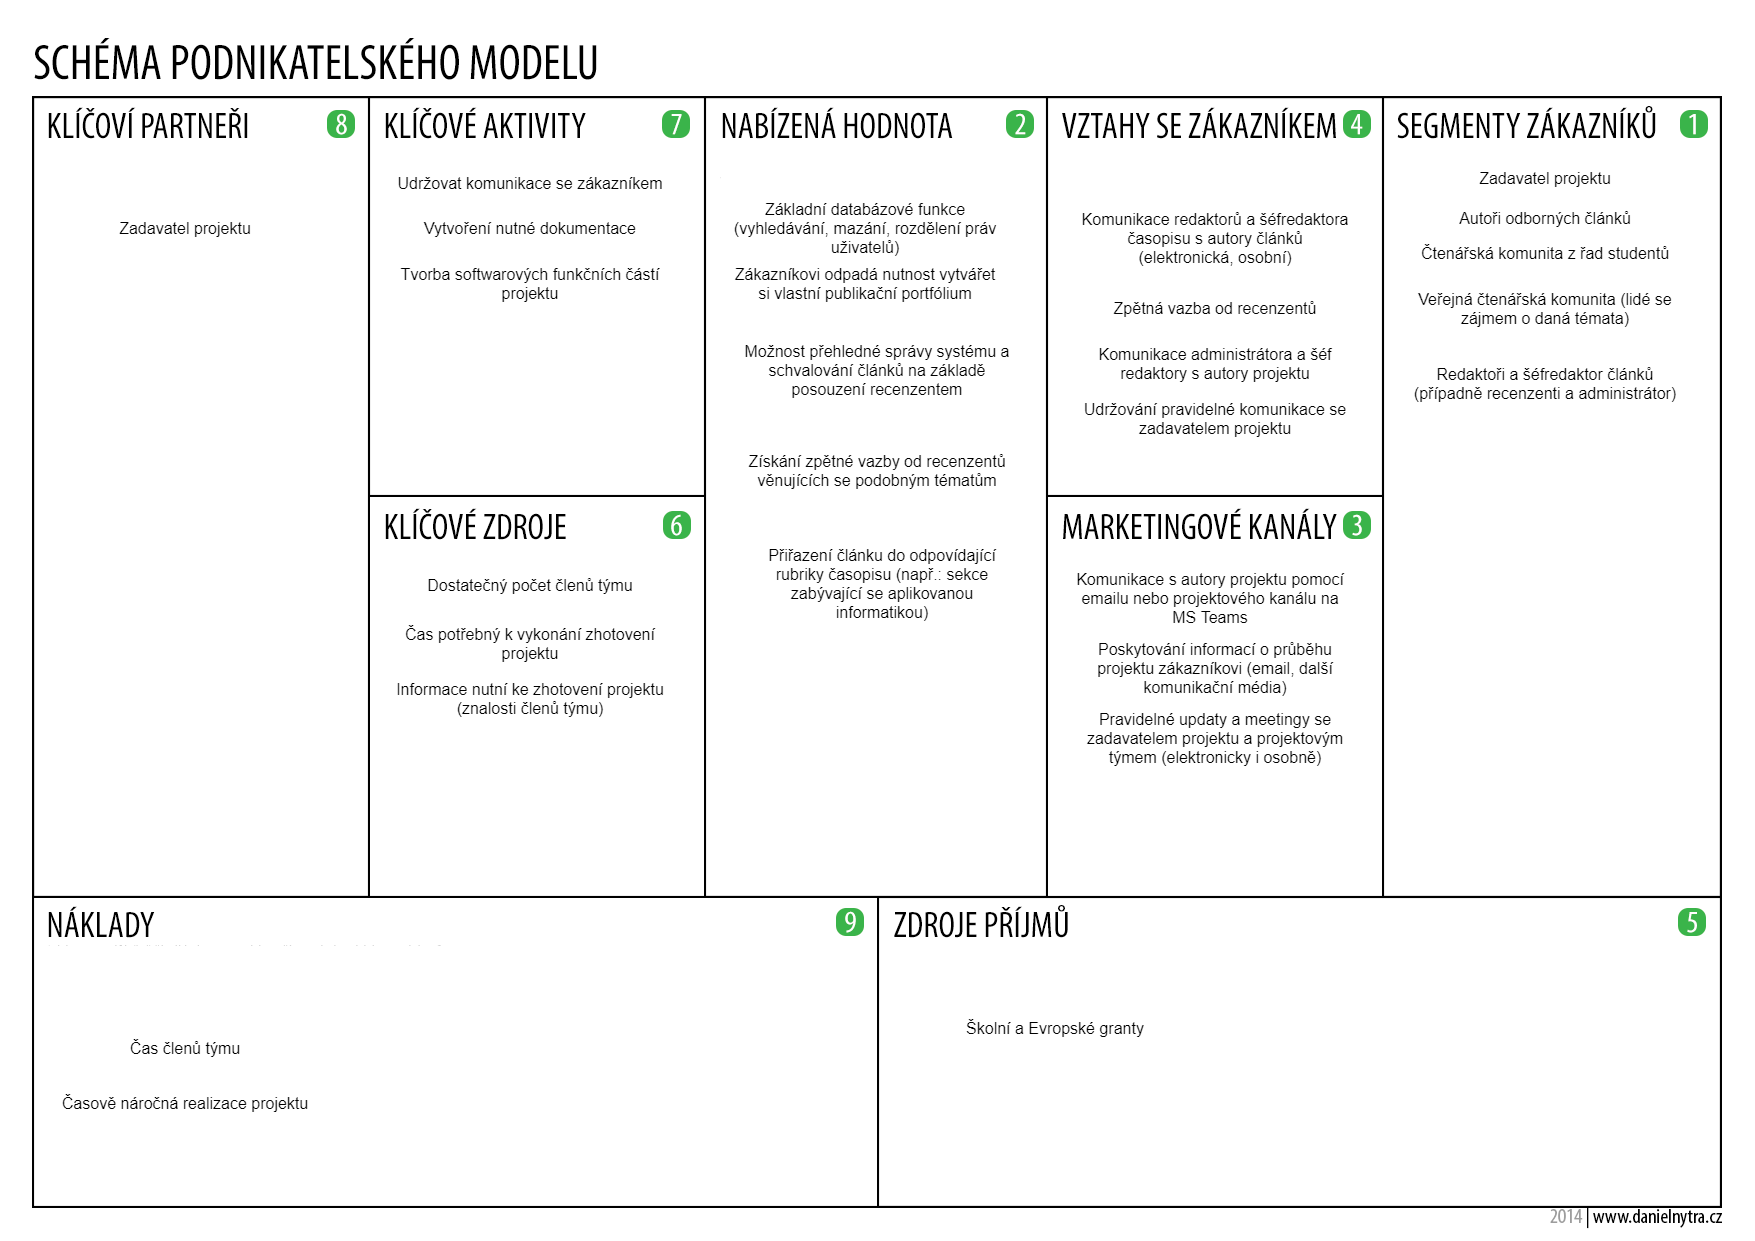 SCHÉMA PODNIKATELSKÉHO MODELU
KLÍČOVÍ PARTNEŘI 8
Zadavatel projektu
KLÍČOVÉ AKTIVITY 7
Udržovat komunikace se zákazníkem
Vytvoření nutné dokumentace
Tvorba softwarových funkčních částí
projektu
KLÍČOVÉ ZDROJE 6
Dostatečný počet členů týmu
Čas potřebný k vykonání zhotovení
projektu
Informace nutní ke zhotovení projektu
(znalosti členů týmu)
NABÍZENÁ HODNOTA 2
Základní databázové funkce
(vyhledávání, mazání, rozdělení práv
uživatelů)
Zákazníkovi odpadá nutnost vytvářet
si vlastní publikační portfólium
Možnost přehledné správy systému a
schvalování článků na základě
posouzení recenzentem
Získání zpětné vazby od recenzentů
věnujících se podobným tématům
Přiřazení článku do odpovídající
rubriky časopisu (např.: sekce
zabývající se aplikovanou
informatikou)
VZTAHY SE ZÁKAZNÍKEM 4
Komunikace redaktorů a šéfredaktora
časopisu s autory článků
(elektronická, osobní)
Zpětná vazba od recenzentů
Komunikace administrátora a šéf
redaktory s autory projektu
Udržování pravidelné komunikace se
zadavatelem projektu
MARKETINGOVÉ KANÁLY 3
Komunikace s autory projektu pomocí
emailu nebo projektového kanálu na
MS Teams
Poskytování informací o průběhu
projektu zákazníkovi (email, další
komunikační média)
Pravidelné updaty a meetingy se
zadavatelem projektu a projektovým
týmem (elektronicky i osobně)
SEGMENTY ZÁKAZNÍKŮ 1
Zadavatel projektu
Autoři odborných článků
Čtenářská komunita z řad studentů
Veřejná čtenářská komunita (lidé se
zájmem o daná témata)
Redaktoři a šéfredaktor článků
(případně recenzenti a administrátor)
NÁKLADY 9
Čas členů týmu
Časově náročná realizace projektu
ZDROJE PŘÍJMŮ 5
Školní a Evropské granty
2014 | www.danielnytra.cz